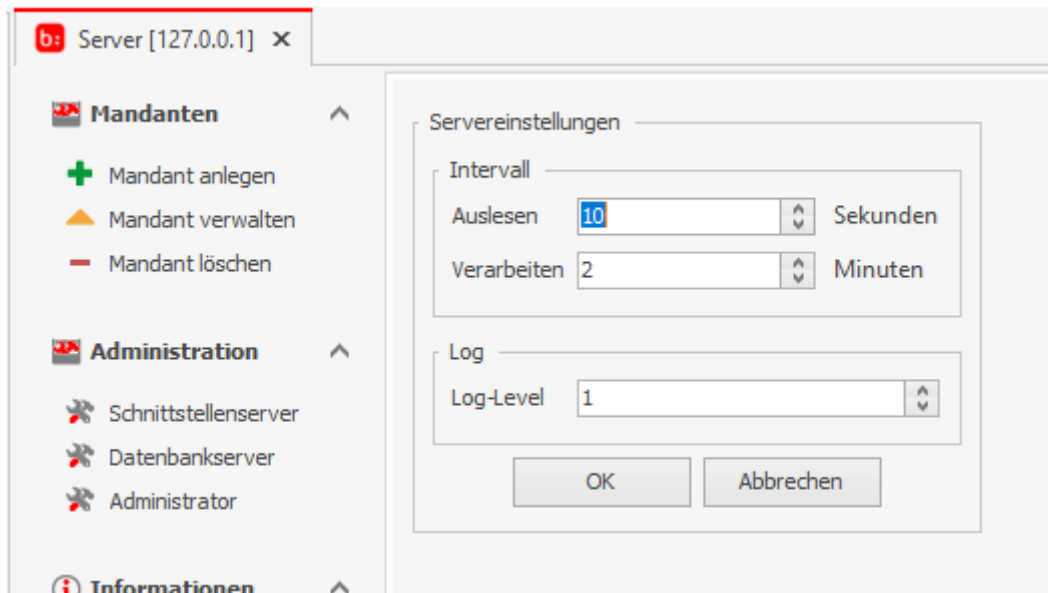 b:
Server [127.0.0.1]
Mandanten
Mandant anlegen
Mandant verwalten
Mandant löschen
Administration
Schnittstellenserver
Datenbankserver
Administrator
Informationen
Servereinstellungen
Intervall
Auslesen 10 Sekunden
Verarbeiten 2 Minuten
Log
Log-Level 1
OK Abbrechen